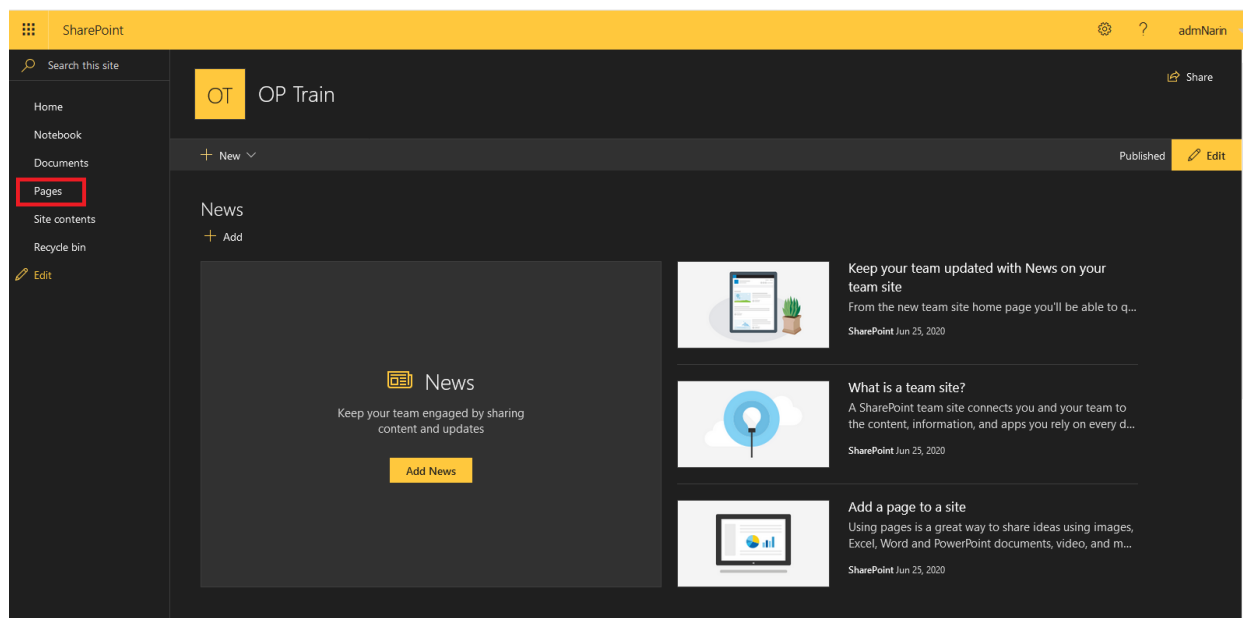 SharePoint
?
admNarin
Search this site
Home
Notebook
Documents
Pages
Site contents
Recycle bin
Edit
OT
OP Train
Share
New
Published
Edit
News
Add
News
Keep your team engaged by sharing
content and updates
Add News
Keep your team updated with News on your
team site
From the new team site home page you'll be able to q...
SharePoint Jun 25, 2020
What is a team site?
A SharePoint team site connects you and your team to
the content, information, and apps you rely on every d...
SharePoint Jun 25, 2020
Add a page to a site
Using pages is a great way to share ideas using images,
Excel, Word and PowerPoint documents, video, and m...
SharePoint Jun 25, 2020